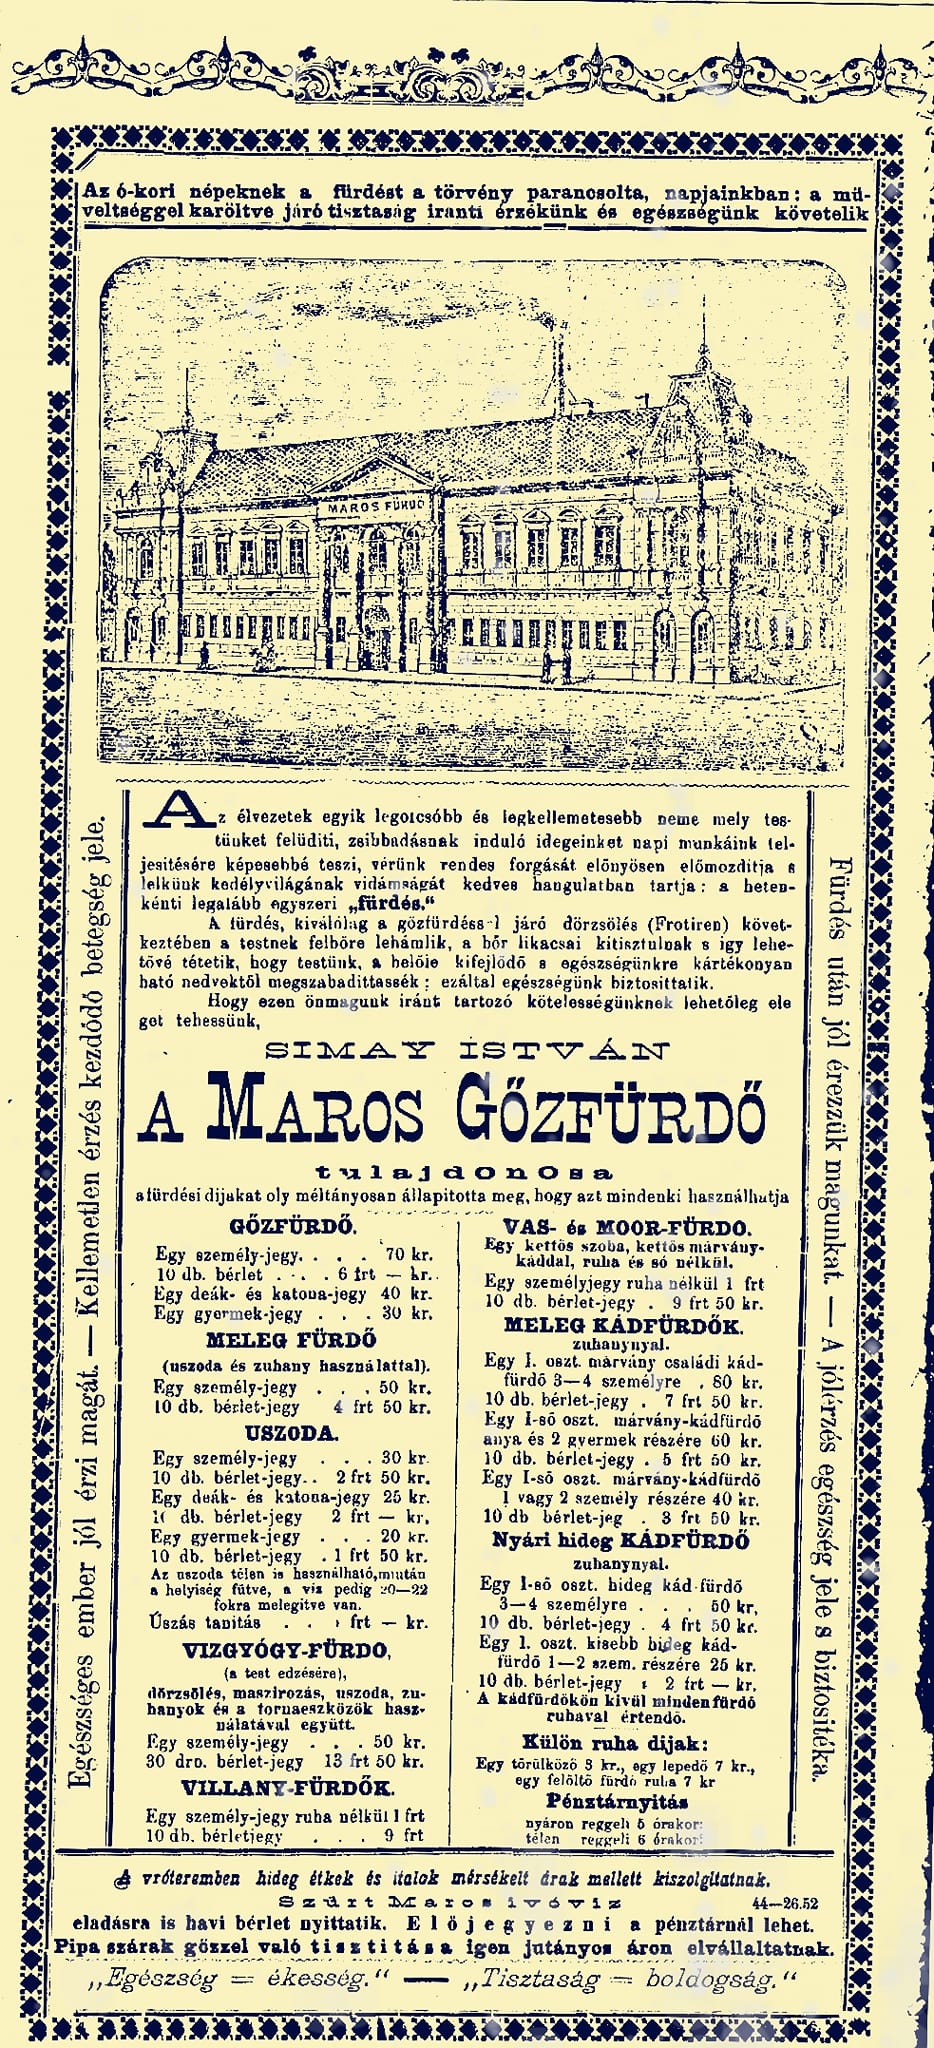 Az ó-kori népeknek a fürdést a törvény parancsolta, napjainkban: a mű-
veltséggel karöltve járó tisztaság iránti érzékünk és egészségünk követelik
MAROS FÜRDŐ
Egészséges ember jól érzi magát. — Kellemetlen érzés kezdődő betegség jele.
Az élvezetek egyik legolcsóbb és legkellemetesebb neme mely tes-
tünket felüditi, zsibbadásnak induló idegeinket napi munkáink tel-
jesitésére képesebbé teszi, vérünk rendes forgását előnyösen előmozditja s
lelkünk kedélyvilágának vidámságát kedves hangulatban tartja: a heten-
kénti legalább egyszeri „fürdés."
A fürdés, kiválólag a gőzfürdéssel járó dörzsölés (Frotiren) követ-
keztében a testnek felbőre lehámlik, a bőr likacsai kitisztulnak s igy lehe-
tővé tétetik, hogy testünk, a belőle kifejlődő s egészségünkre kártékonyan
ható nedvektől megszabadittassék; ezáltal egészségünk biztosittatik.
Hogy ezen önmagunk iránt tartozó kötelességünknek lehetőleg ele
get tehessünk,
SIMAY ISTVÁN
A MAROS GŐZFÜRDŐ
tulajdonosa
a fürdési dijakat oly méltányosan állapitotta meg, hogy azt mindenki használhatja
GŐZFÜRDŐ.
Egy személy-jegy. . . . 70 kr.
10 db. bérlet . . . 6 frt — kr.
Egy deák- és katona-jegy 40 kr.
Egy gyermek-jegy . . . 30 kr.
MELEG FÜRDŐ
(uszoda és zuhany használattal).
Egy személy-jegy . . . 50 kr.
10 db. bérlet-jegy 4 frt 50 kr.
USZODA.
Egy személy-jegy . . . 30 kr.
10 db. bérlet-jegy. . 2 frt 50 kr.
Egy deák- és katona-jegy 25 kr.
10 db. bérlet-jegy 2 frt — kr.
Egy gyermek-jegy . . . 20 kr.
10 db. bérlet-jegy . 1 frt 50 kr.
Az uszoda télen is használható, miután
a helyiség fütve, a viz pedig 20—22
fokra melegitve van.
Úszás tanitás . . frt — kr.
VIZGYÓGY-FÜRDO,
(a test edzésére),
dörzsölés, maszirozás, uszoda, zu-
hanyok és a tornaeszközök hasz-
nálatával együtt.
Egy személy-jegy . . . 50 kr.
30 drb. bérlet-jegy 13 frt 50 kr.
VILLANY-FÜRDŐK.
Egy személy-jegy ruha nélkül 1 frt
10 db. bérletjegy . . . 9 frt
VAS- és MOOR-FÜRDO.
Egy kettős szoba, kettős márvány-
káddal, ruha és só nélkül.
Egy személyjegy ruha nélkül 1 frt
10 db. bérlet-jegy . 9 frt 50 kr.
MELEG KÁDFÜRDŐK.
zuhanynyal.
Egy I. oszt. márvány családi kád-
fürdő 3—4 személyre . 80 kr.
10 db. bérlet-jegy . 7 frt 50 kr.
Egy I-ső oszt. márvány-kádfürdő
anya és 2 gyermek részére 60 kr.
10 db. bérlet-jegy . 5 frt 50 kr.
Egy I-ső oszt. márvány-kádfürdő
1 vagy 2 személy részére 40 kr.
10 db bérlet-jeg . 3 frt 50 kr.
Nyári hideg KÁDFÜRDŐ
zuhanynyal.
Egy I-ső oszt. hideg kád-fürdő
3—4 személyre . . . 50 kr,
10 db. bérlet-jegy . 4 frt 50 kr.
Egy I. oszt. kisebb hideg kád-
fürdő 1—2 szem. részére 25 kr.
10 db. bérlet-jegy 2 frt — kr.
A kádfürdőkön kivül minden fürdő
ruhával értendő.
Külön ruha dijak:
Egy törülköző 3 kr., egy lepedő 7 kr.,
egy felöltő fürdő ruha 7 kr
Pénztárnyitás
nyáron reggeli 5 órakor:
télen reggeli 6 órakor!
Fürdés után jól érezzük magunkat. — A jólérzés egészség jele s biztositéka.
A váróteremben hideg étkek és italok mérsékelt árak mellett kiszolgitatnak.
Szűrt Maros ivóviz 44—26.52
eladásra is havi bérlet nyittatik. Előjegyezni a pénztárnál lehet.
Pipa szárak gőzzel való tisztitása igen jutányos áron elvállaltatnak.
„Egészség = ékesség." — „Tisztaság = boldogság."